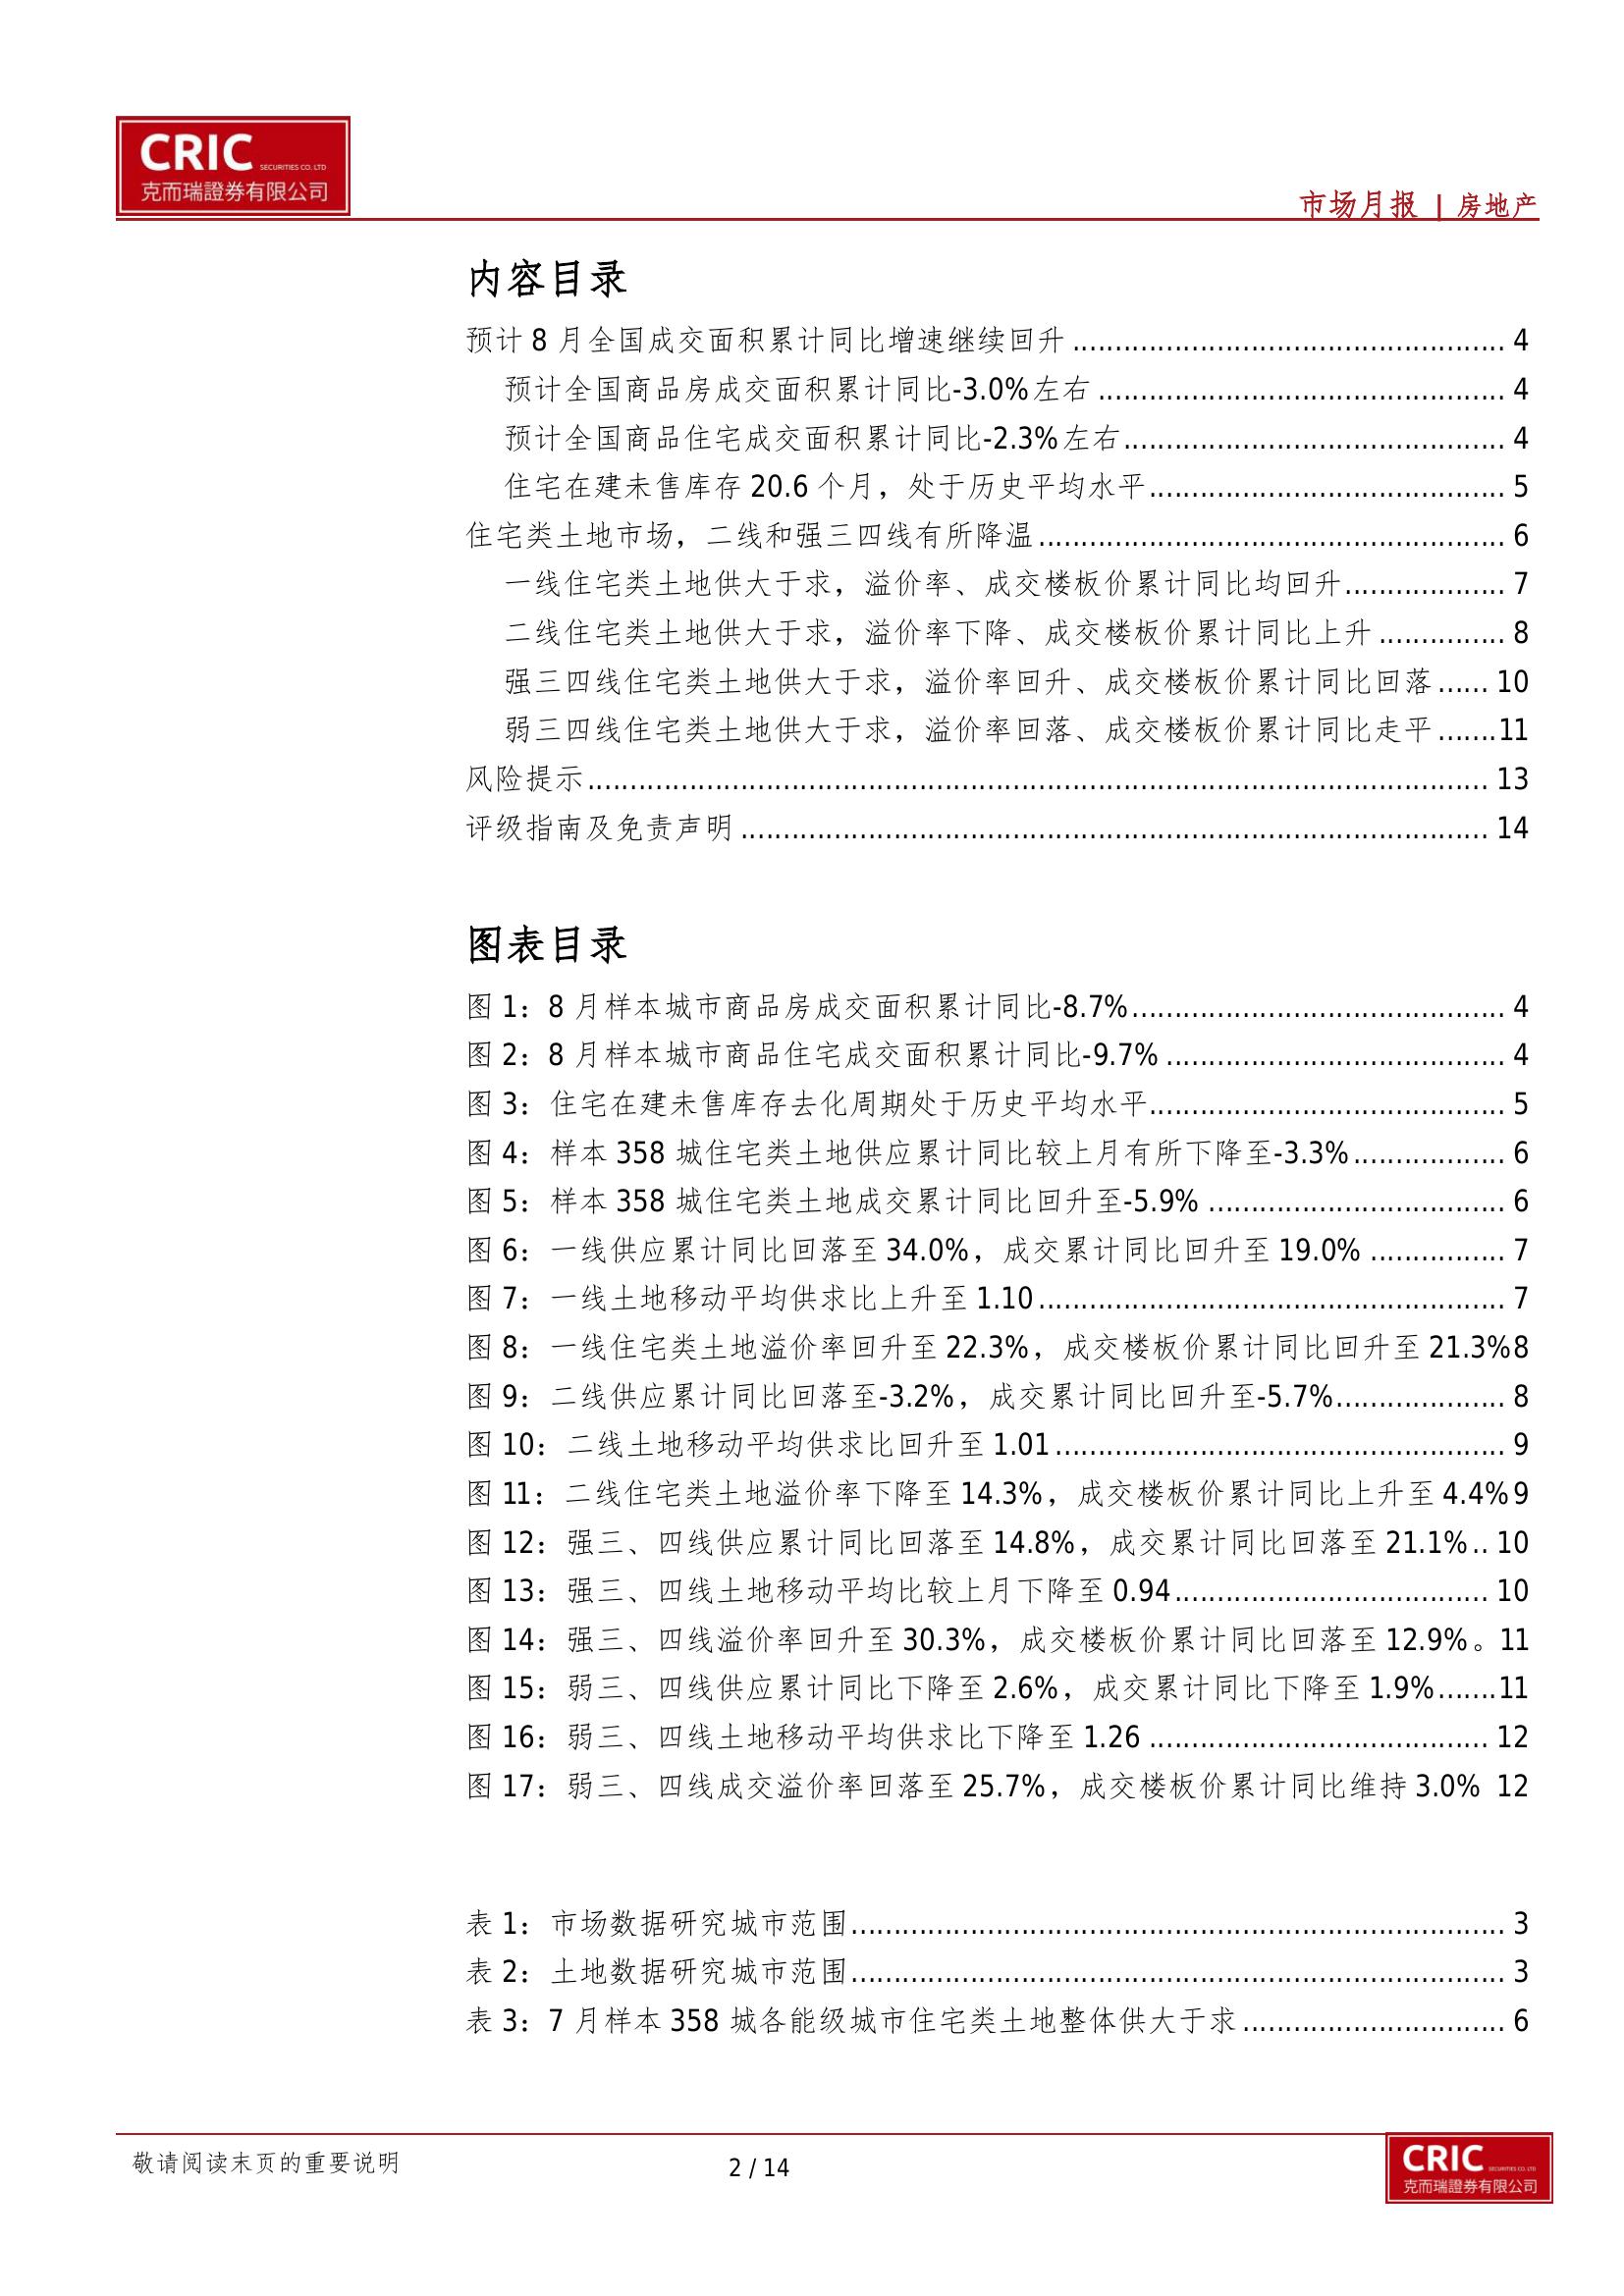 CRIC SECURITIES CO. LTD
克而瑞證券有限公司
市场月报 | 房地产
内容目录
预计 8 月全国成交面积累计同比增速继续回升 ................................................... 4
预计全国商品房成交面积累计同比-3.0%左右 ................................................ 4
预计全国商品住宅成交面积累计同比-2.3%左右............................................. 4
住宅在建未售库存 20.6 个月，处于历史平均水平.......................................... 5
住宅类土地市场，二线和强三四线有所降温....................................................... 6
一线住宅类土地供大于求，溢价率、成交楼板价累计同比均回升................... 7
二线住宅类土地供大于求，溢价率下降、成交楼板价累计同比上升............... 8
强三四线住宅类土地供大于求，溢价率回升、成交楼板价累计同比回落...... 10
弱三四线住宅类土地供大于求，溢价率回落、成交楼板价累计同比走平.......11
风险提示.......................................................................................................... 13
评级指南及免责声明........................................................................................ 14
图表目录
图 1：8 月样本城市商品房成交面积累计同比-8.7%............................................ 4
图 2：8 月样本城市商品住宅成交面积累计同比-9.7% ........................................ 4
图 3：住宅在建未售库存去化周期处于历史平均水平.......................................... 5
图 4：样本 358 城住宅类土地供应累计同比较上月有所下降至-3.3%.................. 6
图 5：样本 358 城住宅类土地成交累计同比回升至-5.9% ................................... 6
图 6：一线供应累计同比回落至 34.0%，成交累计同比回升至 19.0% ................ 7
图 7：一线土地移动平均供求比上升至 1.10....................................................... 7
图 8：一线住宅类土地溢价率回升至 22.3%，成交楼板价累计同比回升至 21.3%8
图 9：二线供应累计同比回落至-3.2%，成交累计同比回升至-5.7%.................... 8
图 10：二线土地移动平均供求比回升至 1.01..................................................... 9
图 11：二线住宅类土地溢价率下降至 14.3%，成交楼板价累计同比上升至 4.4%9
图 12：强三、四线供应累计同比回落至 14.8%，成交累计同比回落至 21.1%.. 10
图 13：强三、四线土地移动平均比较上月下降至 0.94..................................... 10
图 14：强三、四线溢价率回升至 30.3%，成交楼板价累计同比回落至 12.9%。11
图 15：弱三、四线供应累计同比下降至 2.6%，成交累计同比下降至 1.9%.......11
图 16：弱三、四线土地移动平均供求比下降至 1.26 ........................................ 12
图 17：弱三、四线成交溢价率回落至 25.7%，成交楼板价累计同比维持 3.0% 12
表 1：市场数据研究城市范围............................................................................. 3
表 2：土地数据研究城市范围............................................................................. 3
表 3：7 月样本 358 城各能级城市住宅类土地整体供大于求............................... 6
敬请阅读末页的重要说明
2 / 14
CRIC SECURITIES CO. LTD
克而瑞證券有限公司